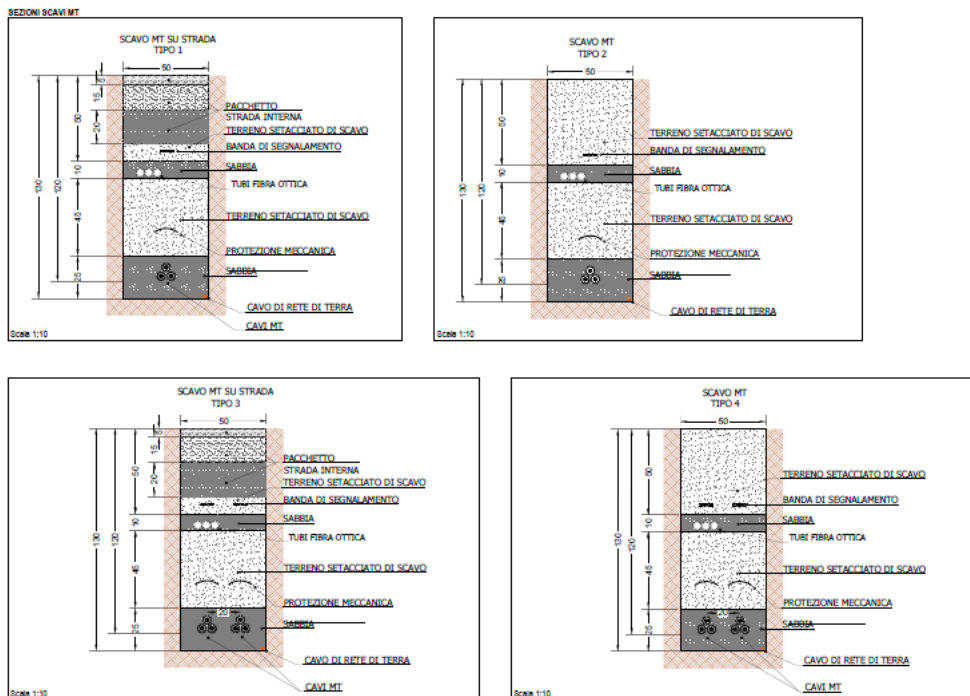 SEZIONI SCAVI MT
SCAVO MT SU STRADA
TIPO 1
50
5
15
20
50
10
45
25
120
130
PACCHETTO
STRADA INTERNA
TERRENO SETACCIATO DI SCAVO
BANDA DI SEGNALAMENTO
SABBIA
TUBI FIBRA OTTICA
TERRENO SETACCIATO DI SCAVO
PROTEZIONE MECCANICA
SABBIA
CAVO DI RETE DI TERRA
CAVI MT
Scala 1:10
SCAVO MT
TIPO 2
50
50
10
45
25
120
130
TERRENO SETACCIATO DI SCAVO
BANDA DI SEGNALAMENTO
SABBIA
TUBI FIBRA OTTICA
TERRENO SETACCIATO DI SCAVO
PROTEZIONE MECCANICA
SABBIA
CAVO DI RETE DI TERRA
Scala 1:10
SCAVO MT SU STRADA
TIPO 3
50
5
15
20
50
10
45
25
120
130
PACCHETTO
STRADA INTERNA
TERRENO SETACCIATO DI SCAVO
BANDA DI SEGNALAMENTO
SABBIA
TUBI FIBRA OTTICA
TERRENO SETACCIATO DI SCAVO
PROTEZIONE MECCANICA
20
SABBIA
CAVO DI RETE DI TERRA
CAVI MT
Scala 1:10
SCAVO MT
TIPO 4
50
50
10
45
25
120
130
TERRENO SETACCIATO DI SCAVO
BANDA DI SEGNALAMENTO
SABBIA
TUBI FIBRA OTTICA
TERRENO SETACCIATO DI SCAVO
PROTEZIONE MECCANICA
20
SABBIA
CAVO DI RETE DI TERRA
CAVI MT
Scala 1:10